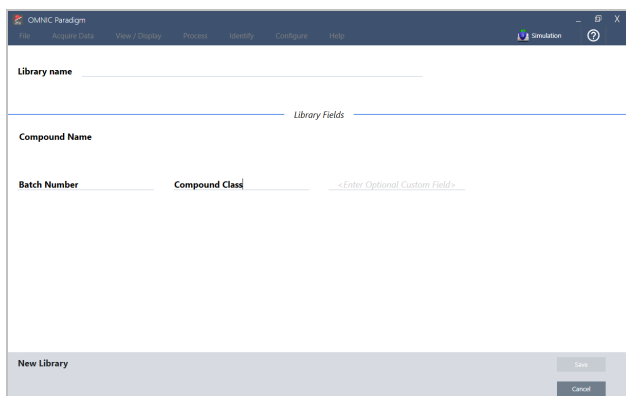 OMNIC Paradigm
File Acquire Data View / Display Process Identify Configure Help Simulation
Library name
Library Fields
Compound Name
Batch Number Compound Class <Enter Optional Custom Field>
New Library Save
Cancel